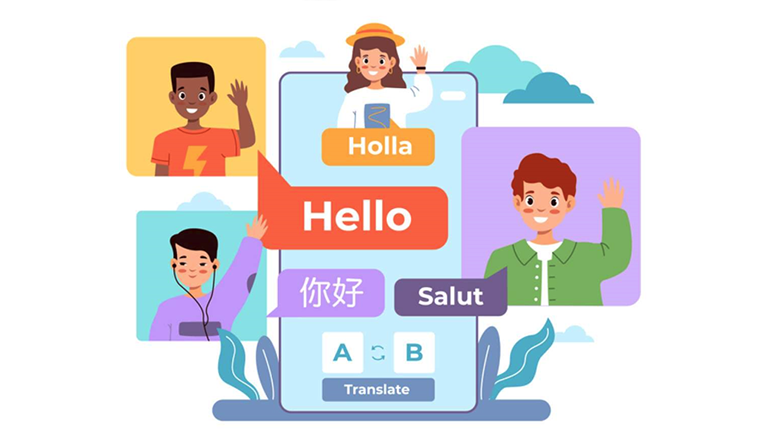 Holla
Hello
你好
Salut
A B
Translate